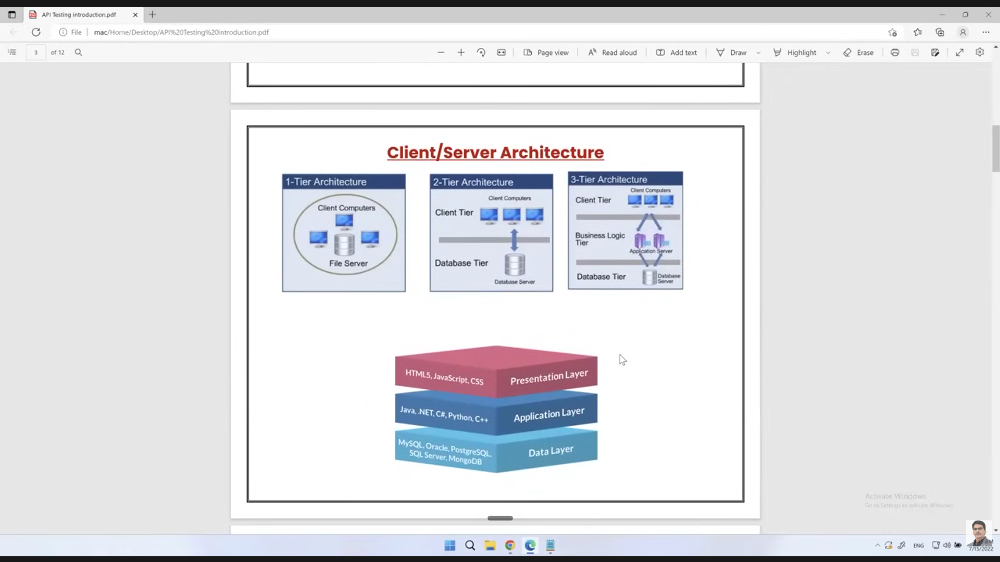 API Testing introduction.pdf
File
mac/Home/Desktop/API%20Testing%20introduction.pdf
3 of 12
Page view
Read aloud
Add text
Draw
Highlight
Erase
Client/Server Architecture
1-Tier Architecture
Client Computers
File Server
2-Tier Architecture
Client Computers
Client Tier
Database Tier
Database Server
3-Tier Architecture
Client Computers
Client Tier
Business Logic
Tier
Application Server
Database Tier
Database
Server
HTML5, JavaScript, CSS
Presentation Layer
Java, .NET, C#, Python, C++
Application Layer
MySQL, Oracle, PostgreSQL,
SQL Server, MongoDB
Data Layer
Activate Windows
Go to Settings to activate Windows.
ENG
7/15/2022